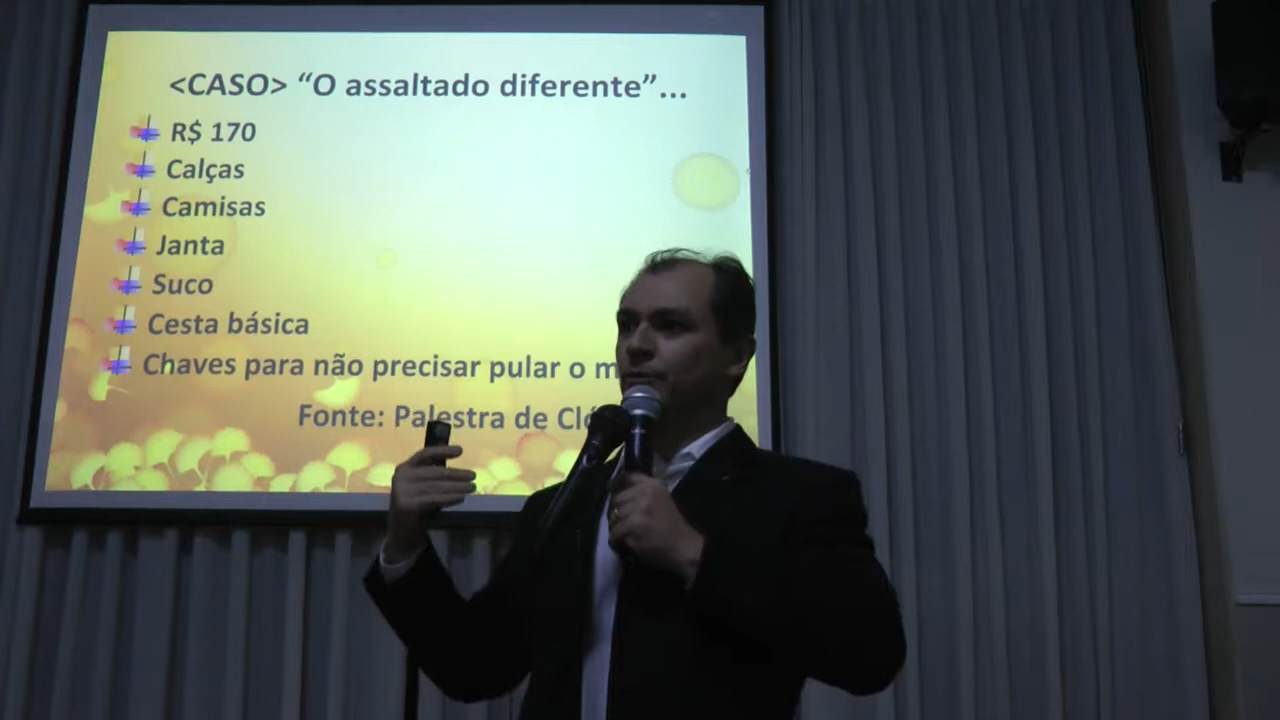 <CASO> “O assaltado diferente”...
R$ 170
Calças
Camisas
Janta
Suco
Cesta básica
Chaves para não precisar pular o
Fonte: Palestra de